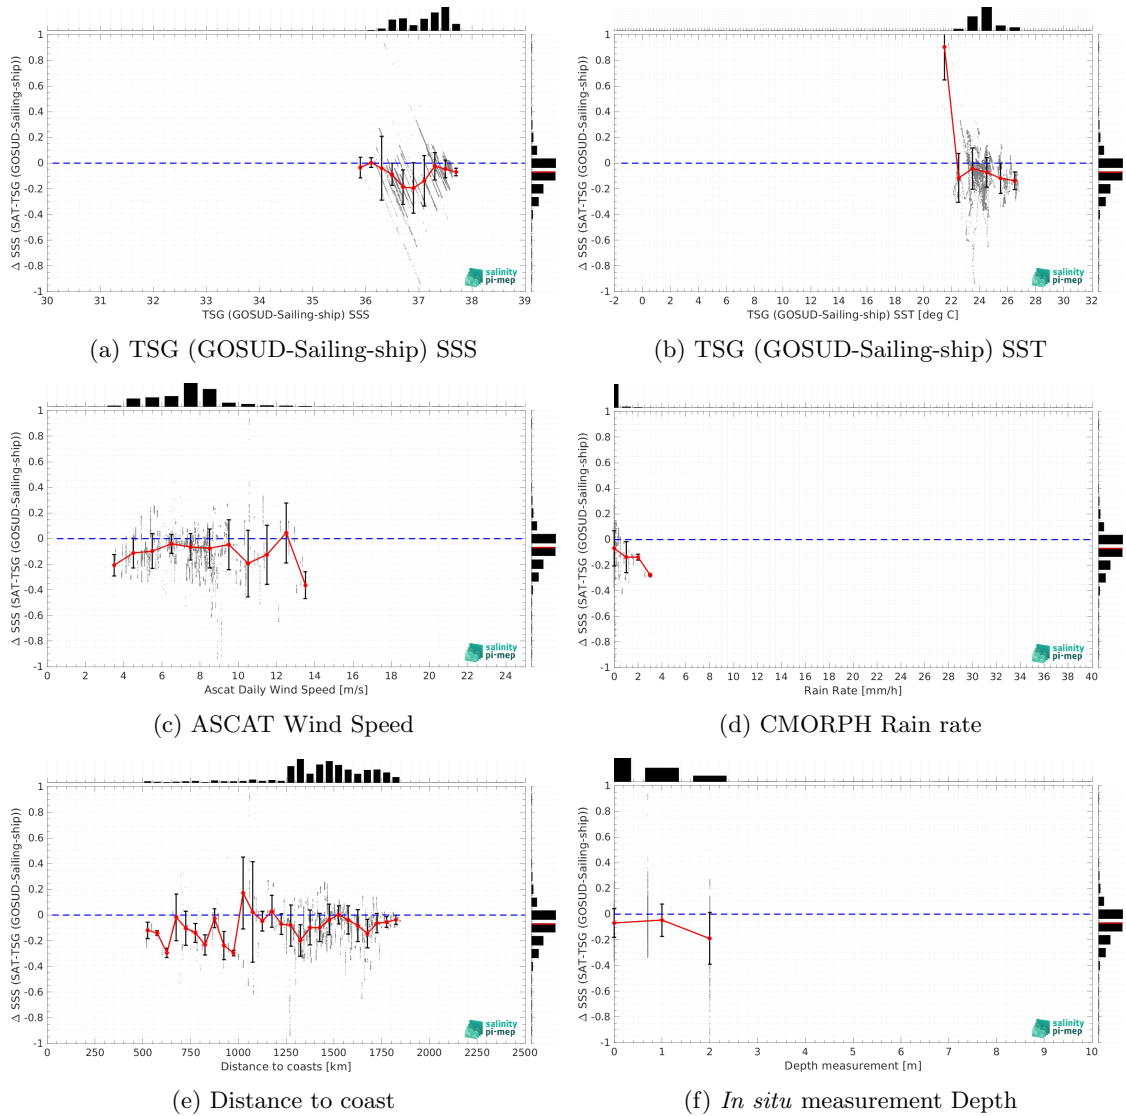 1
0.8
0.6
0.4
0.2
0
-0.2
-0.4
-0.6
-0.8
-1
Δ SSS (SAT-TSG (GOSUD-Sailing-ship))
salinity
pi-mep
30 31 32 33 34 35 36 37 38 39
TSG (GOSUD-Sailing-ship) SSS
(a) TSG (GOSUD-Sailing-ship) SSS
1
0.8
0.6
0.4
0.2
0
-0.2
-0.4
-0.6
-0.8
-1
Δ SSS (SAT-TSG (GOSUD-Sailing-ship))
salinity
pi-mep
-2 0 2 4 6 8 10 12 14 16 18 20 22 24 26 28 30 32
TSG (GOSUD-Sailing-ship) SST [deg C]
(b) TSG (GOSUD-Sailing-ship) SST
1
0.8
0.6
0.4
0.2
0
-0.2
-0.4
-0.6
-0.8
-1
Δ SSS (SAT-TSG (GOSUD-Sailing-ship))
salinity
pi-mep
0 2 4 6 8 10 12 14 16 18 20 22 24
Ascat Daily Wind Speed [m/s]
(c) ASCAT Wind Speed
1
0.8
0.6
0.4
0.2
0
-0.2
-0.4
-0.6
-0.8
-1
Δ SSS (SAT-TSG (GOSUD-Sailing-ship))
salinity
pi-mep
0 2 4 6 8 10 12 14 16 18 20 22 24 26 28 30 32 34 36 38 40
Rain Rate [mm/h]
(d) CMORPH Rain rate
1
0.8
0.6
0.4
0.2
0
-0.2
-0.4
-0.6
-0.8
-1
Δ SSS (SAT-TSG (GOSUD-Sailing-ship))
salinity
pi-mep
0 250 500 750 1000 1250 1500 1750 2000 2250 2500
Distance to coasts [km]
(e) Distance to coast
1
0.8
0.6
0.4
0.2
0
-0.2
-0.4
-0.6
-0.8
-1
Δ SSS (SAT-TSG (GOSUD-Sailing-ship))
salinity
pi-mep
0 1 2 3 4 5 6 7 8 9 10
Depth measurement [m]
(f) In situ measurement Depth